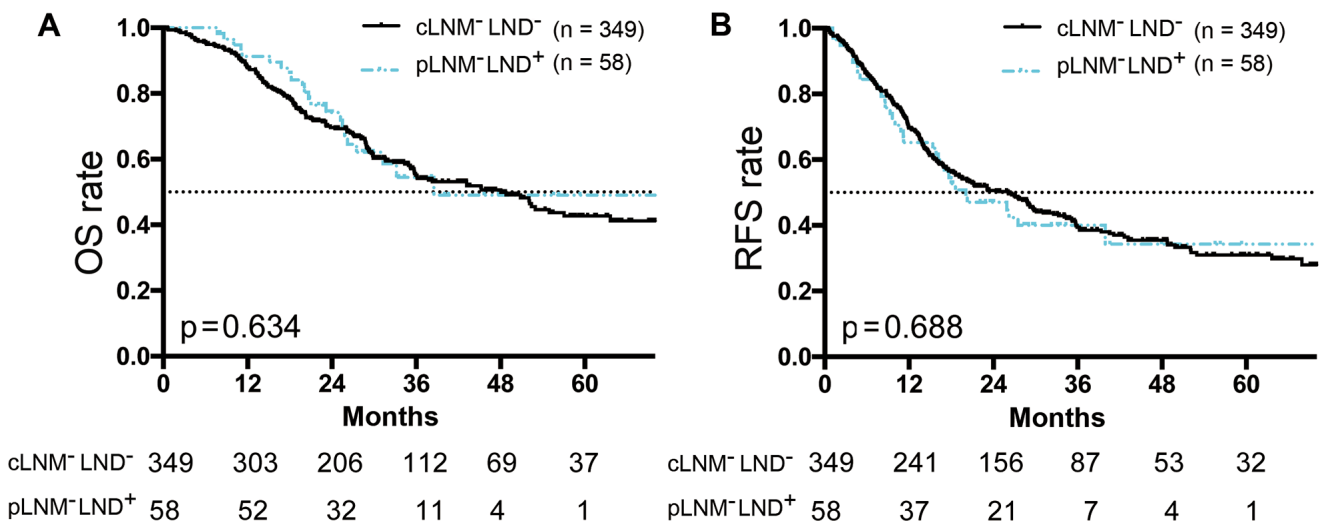 A
cLNM⁻ LND⁻ (n = 349)
pLNM⁻ LND⁺ (n = 58)
OS rate
1.0
0.8
0.6
0.4
0.2
0.0
p=0.634
0 12 24 36 48 60
Months
cLNM⁻ LND⁻ 349 303 206 112 69 37
pLNM⁻ LND⁺ 58 52 32 11 4 1
B
cLNM⁻ LND⁻ (n = 349)
pLNM⁻ LND⁺ (n = 58)
RFS rate
1.0
0.8
0.6
0.4
0.2
0.0
p=0.688
0 12 24 36 48 60
Months
cLNM⁻ LND⁻ 349 241 156 87 53 32
pLNM⁻ LND⁺ 58 37 21 7 4 1